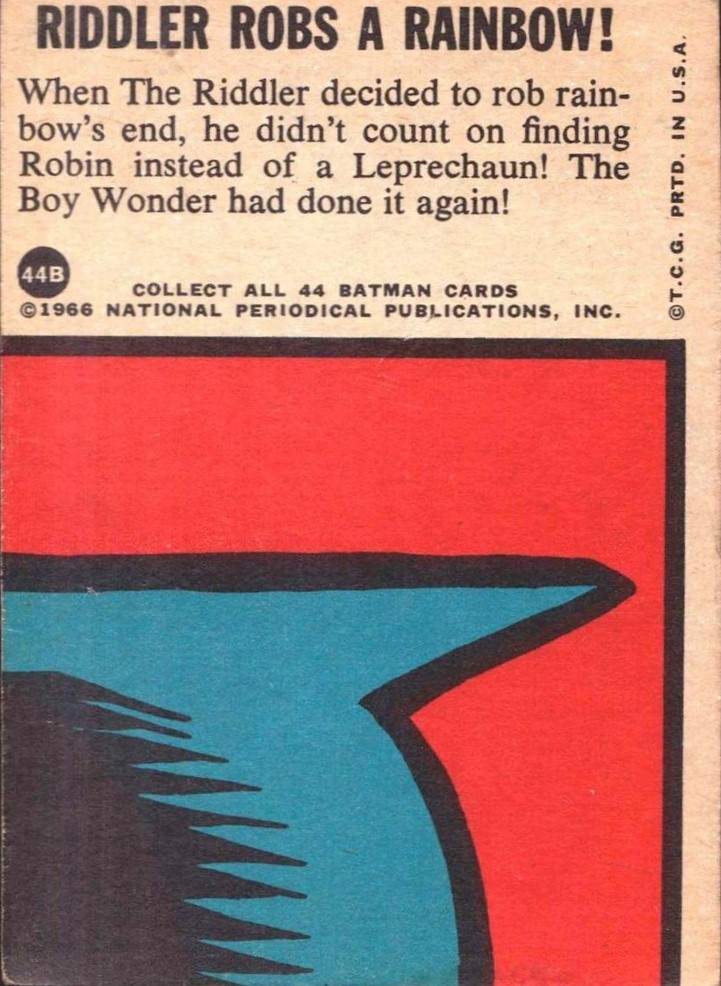 RIDDLER ROBS A RAINBOW!
When The Riddler decided to rob rain-
bow's end, he didn't count on finding
Robin instead of a Leprechaun! The
Boy Wonder had done it again!
44B
COLLECT ALL 44 BATMAN CARDS
©1966 NATIONAL PERIODICAL PUBLICATIONS, INC.
©T.C.G. PRTD. IN U.S.A.